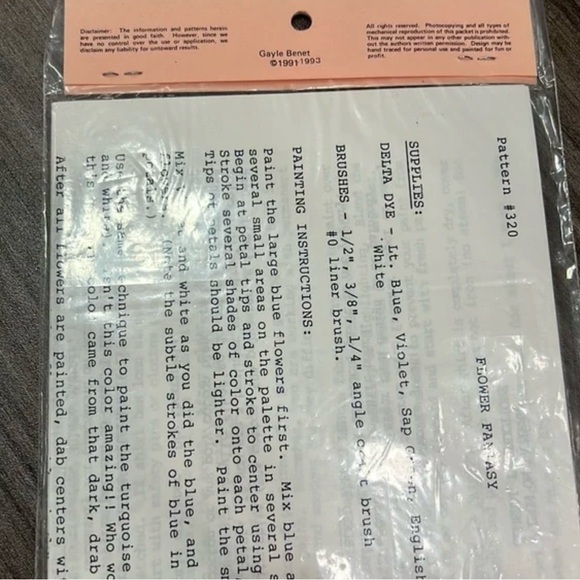 Disclaimer: The information and patterns herein
are presented in good faith. However, since we
have no control over the use or application, we
disclaim any liability for untoward results.
Gayle Benet
©1991 1993
All rights reserved. Photocopying and all types of
mechanical reproduction of this packet is prohibited.
This may not appear in any other publication with-
out the authors written permission. Design may be
hand traced for personal use and painted for fun or
profit.
Pattern #320
FLOWER FANTASY
SUPPLIES:
DELTA DYE - Lt. Blue, Violet, Sap English
White
BRUSHES - 1/2", 3/8", 1/4" angle brush
#0 liner brush.
PAINTING INSTRUCTIONS:
Paint the large blue flowers first. Mix blue a
several small areas on the palette in several s
Begin at petal tips and stroke to center using
Stroke several shades of color onto each petal,
Tips of petals should be lighter. Paint the sm
Mix and white as you did the blue, and
(Note the subtle strokes of blue in
Use technique to paint the turquoise
and white. this color amazing!! Who wo
color came from that dark, drab
After all flowers are painted, dab centers wi